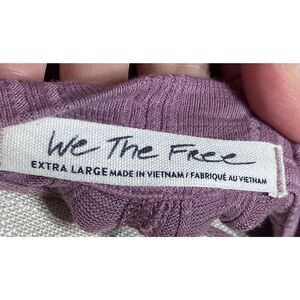 We The Free
EXTRA LARGE MADE IN VIETNAM / FABRIQUÉ AU VIETNAM